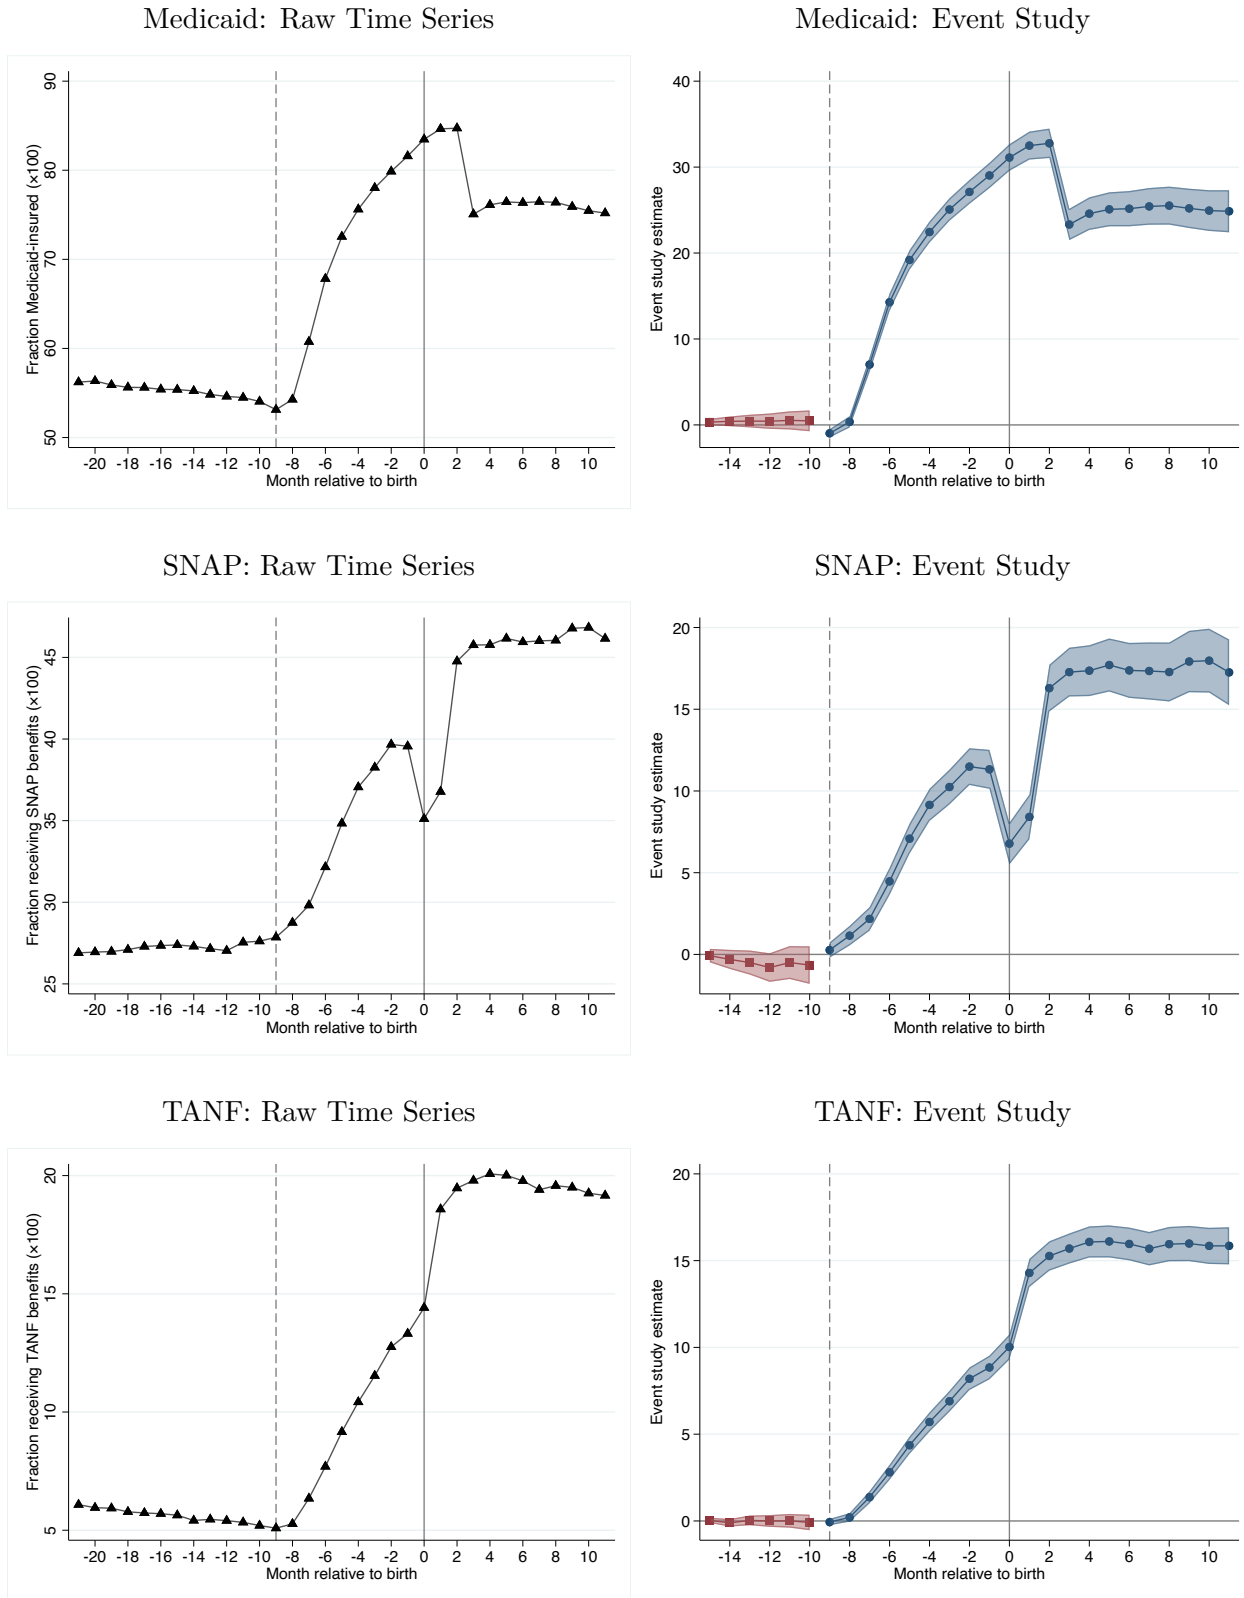 Medicaid: Raw Time Series
Fraction Medicaid-insured (×100)
90
80
70
60
50
-20 -18 -16 -14 -12 -10 -8 -6 -4 -2 0 2 4 6 8 10
Month relative to birth
Medicaid: Event Study
Event study estimate
40
30
20
10
0
-14 -12 -10 -8 -6 -4 -2 0 2 4 6 8 10
Month relative to birth
SNAP: Raw Time Series
Fraction receiving SNAP benefits (×100)
45
40
35
30
25
-20 -18 -16 -14 -12 -10 -8 -6 -4 -2 0 2 4 6 8 10
Month relative to birth
SNAP: Event Study
Event study estimate
20
15
10
5
0
-14 -12 -10 -8 -6 -4 -2 0 2 4 6 8 10
Month relative to birth
TANF: Raw Time Series
Fraction receiving TANF benefits (×100)
20
15
10
5
-20 -18 -16 -14 -12 -10 -8 -6 -4 -2 0 2 4 6 8 10
Month relative to birth
TANF: Event Study
Event study estimate
20
15
10
5
0
-14 -12 -10 -8 -6 -4 -2 0 2 4 6 8 10
Month relative to birth